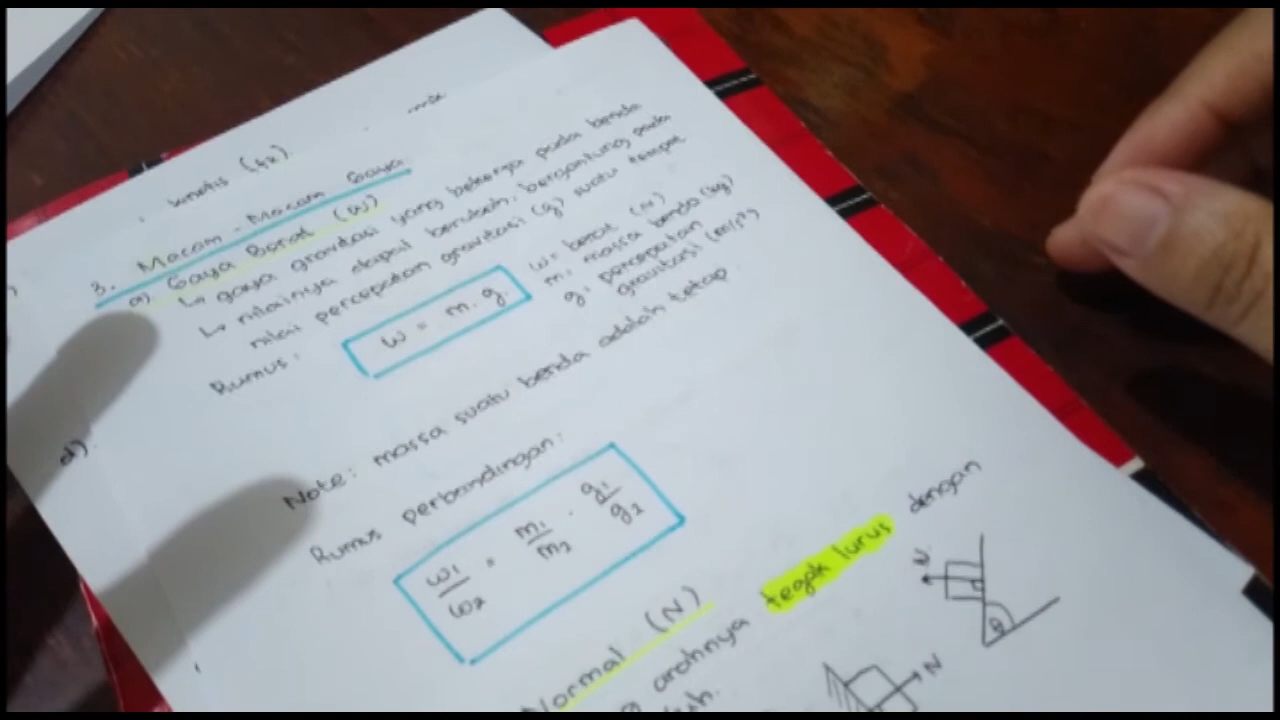 kinetis (fk)
3. Macam - Macam Gaya
a) Gaya Berat (W)
↳ gaya gravitasi yang bekerja pada benda
↳ nilainya dapat berubah, bergantung pada
nilai percepatan gravitasi (g) suatu tempat
Rumus:
w = m . g
w = berat (N)
m: massa benda (kg)
g: percepatan
gravitasi (m/s²)
Note: massa suatu benda adalah tetap
d)
Rumus perbandingan:
w1/w2 = m1/m2 . g1/g2
Normal (N)
arahnya tegak lurus dengan
N
θ
N